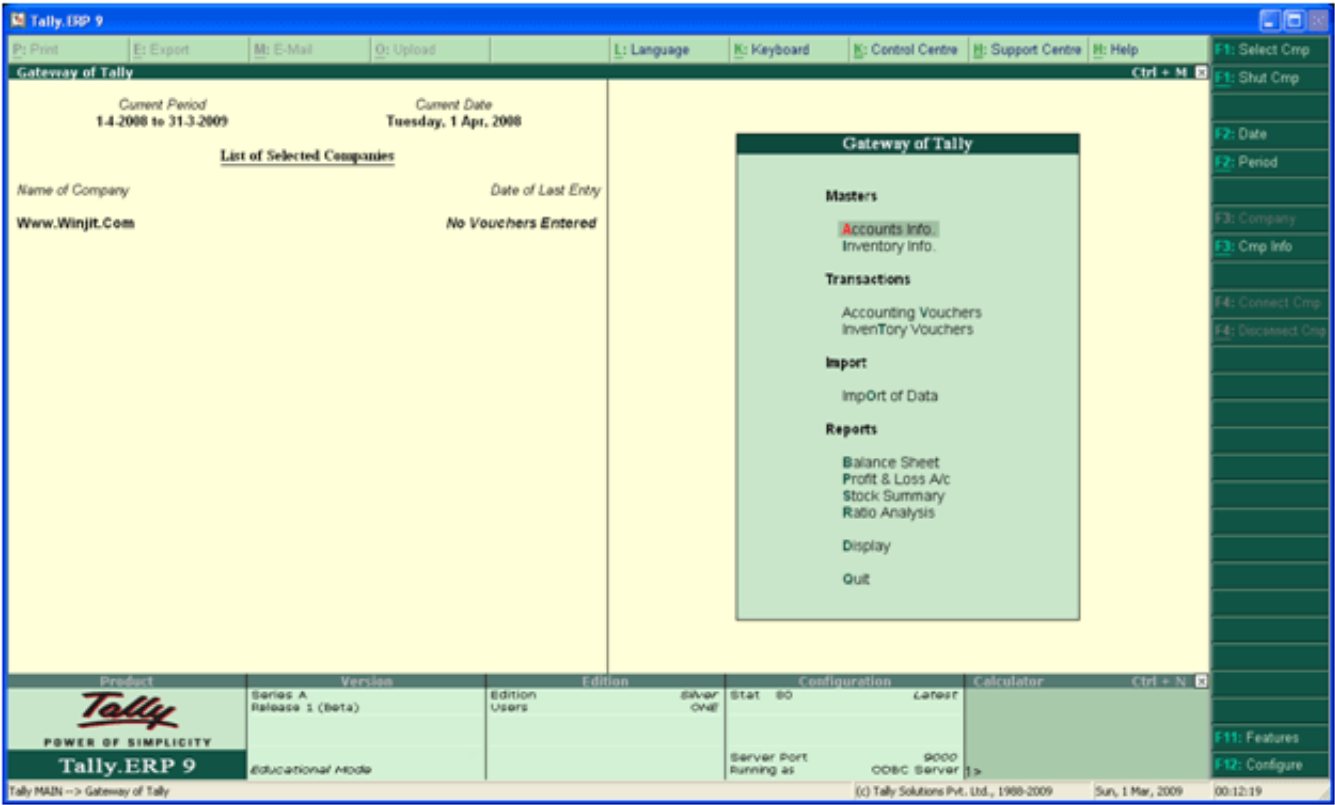 Tally.ERP 9
P: Print E: Export M: E-Mail O: Upload L: Language K: Keyboard K: Control Centre H: Support Centre H: Help F1: Select Cmp
Gateway of Tally Ctrl + M
F1: Shut Cmp
Current Period Current Date
1-4-2008 to 31-3-2009 Tuesday, 1 Apr, 2008
List of Selected Companies
Name of Company Date of Last Entry
Www.Winjit.Com No Vouchers Entered
Gateway of Tally
Masters
Accounts Info.
Inventory Info.
Transactions
Accounting Vouchers
InvenTory Vouchers
Import
ImpOrt of Data
Reports
Balance Sheet
Profit & Loss A/c
Stock Summary
Ratio Analysis
Display
Quit
F2: Date
F2: Period
F3: Company
F3: Cmp Info
F4: Connect Cmp
F4: Disconnect Cmp
F11: Features
F12: Configure
Product Version Edition Configuration Calculator Ctrl + N
Tally
POWER OF SIMPLICITY
Tally.ERP 9
Series A
Release 1 (Beta)
Educational Mode
Edition Silver
Users ONE
Stat 80 Latest
Server Port 9000
Running as ODBC Server
1>
Tally MAIN --> Gateway of Tally (c) Tally Solutions Pvt. Ltd., 1988-2009 Sun, 1 Mar, 2009 00:12:19